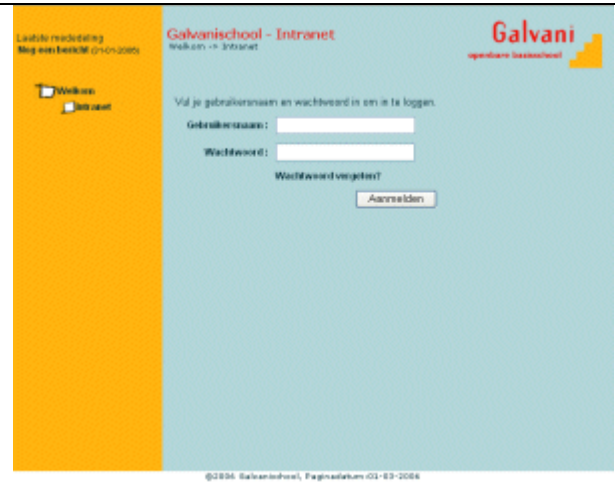 Laatste mededeling
Nog een bericht (01-01-2005)
Welkom
Intranet
Galvanischool - Intranet
Welkom -> Intranet
Galvani
openbare basisschool
Vul je gebruikersnaam en wachtwoord in om in te loggen.
Gebruikersnaam:
Wachtwoord:
Wachtwoord vergeten?
Aanmelden
©2006 Galvanischool, Paginadatum:01-03-2006